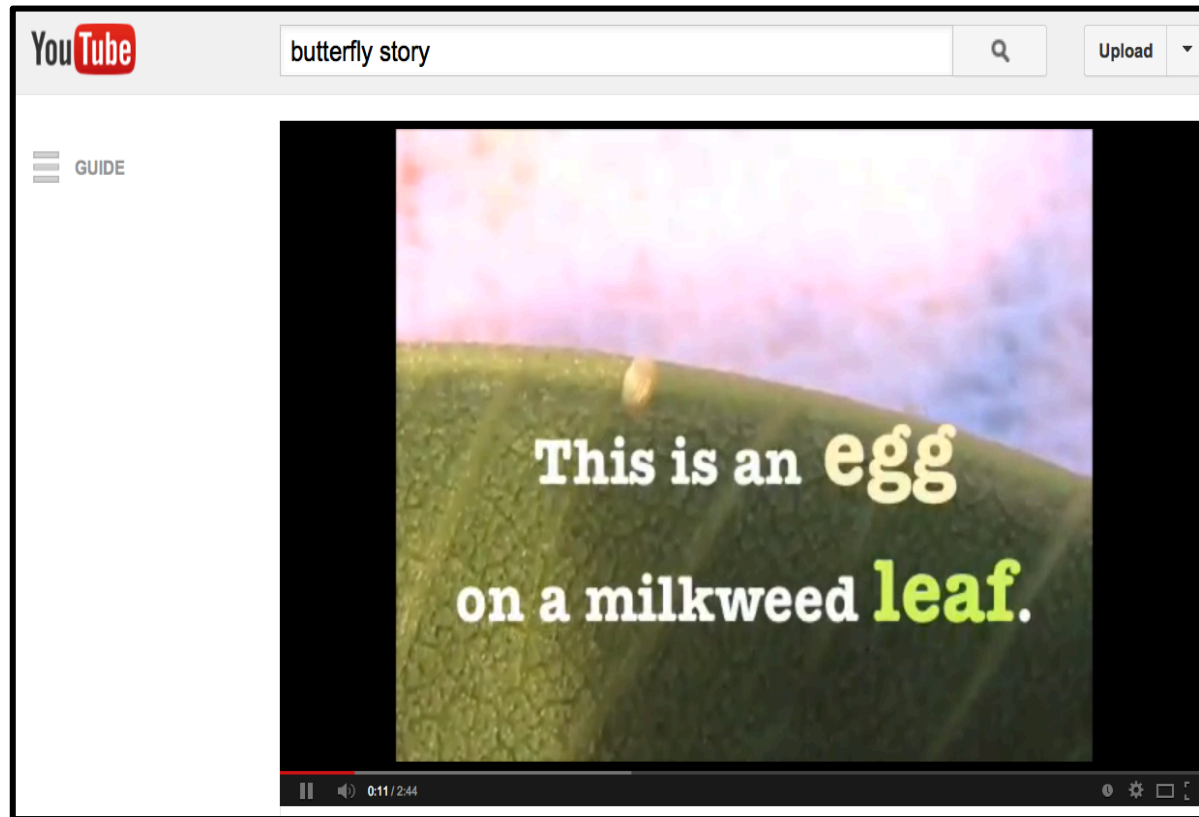 YouTube
butterfly story
Upload
GUIDE
This is an egg
on a milkweed leaf.
0:11 / 2:44